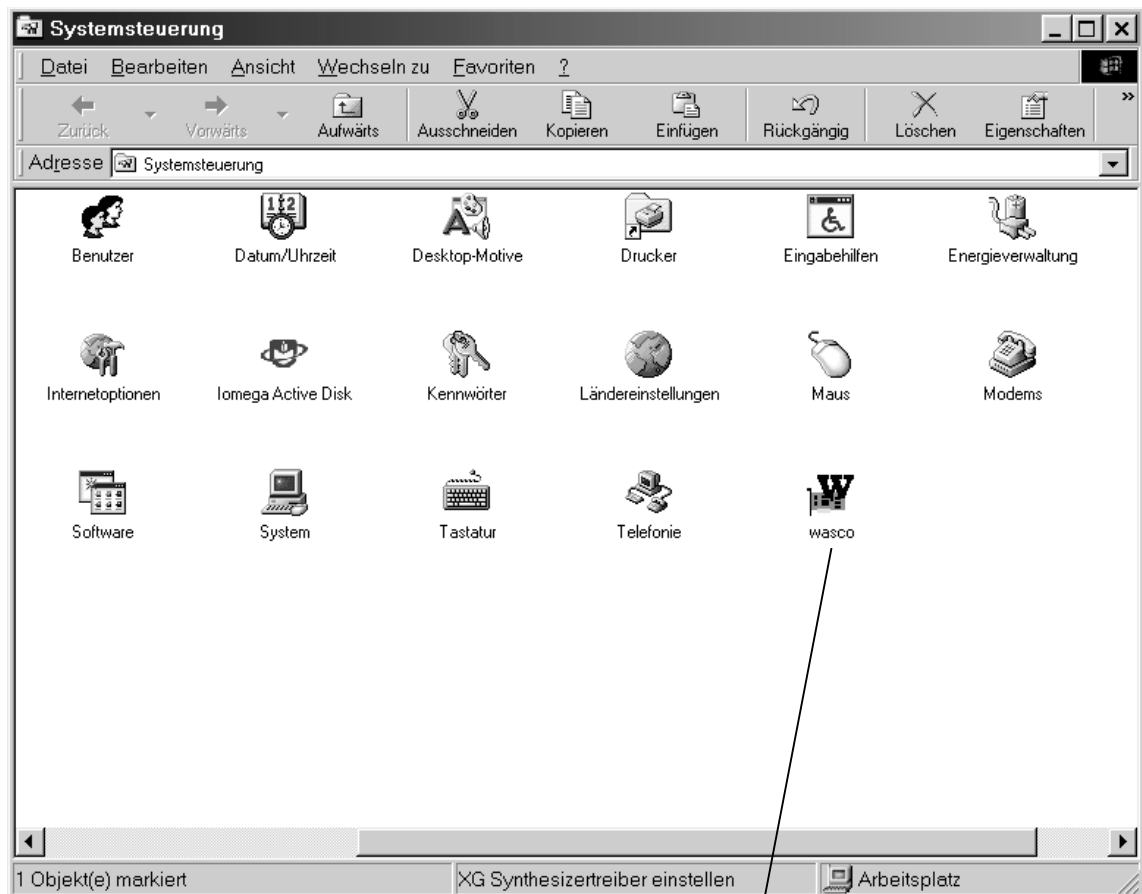 Systemsteuerung
Datei Bearbeiten Ansicht Wechseln zu Favoriten ?
Zurück Vorwärts Aufwärts Ausschneiden Kopieren Einfügen Rückgängig Löschen Eigenschaften »
Adresse Systemsteuerung
Benutzer Datum/Uhrzeit Desktop-Motive Drucker Eingabehilfen Energieverwaltung
Internetoptionen Iomega Active Disk Kennwörter Ländereinstellungen Maus Modems
Software System Tastatur Telefonie wasco
1 Objekt(e) markiert XG Synthesizertreiber einstellen Arbeitsplatz